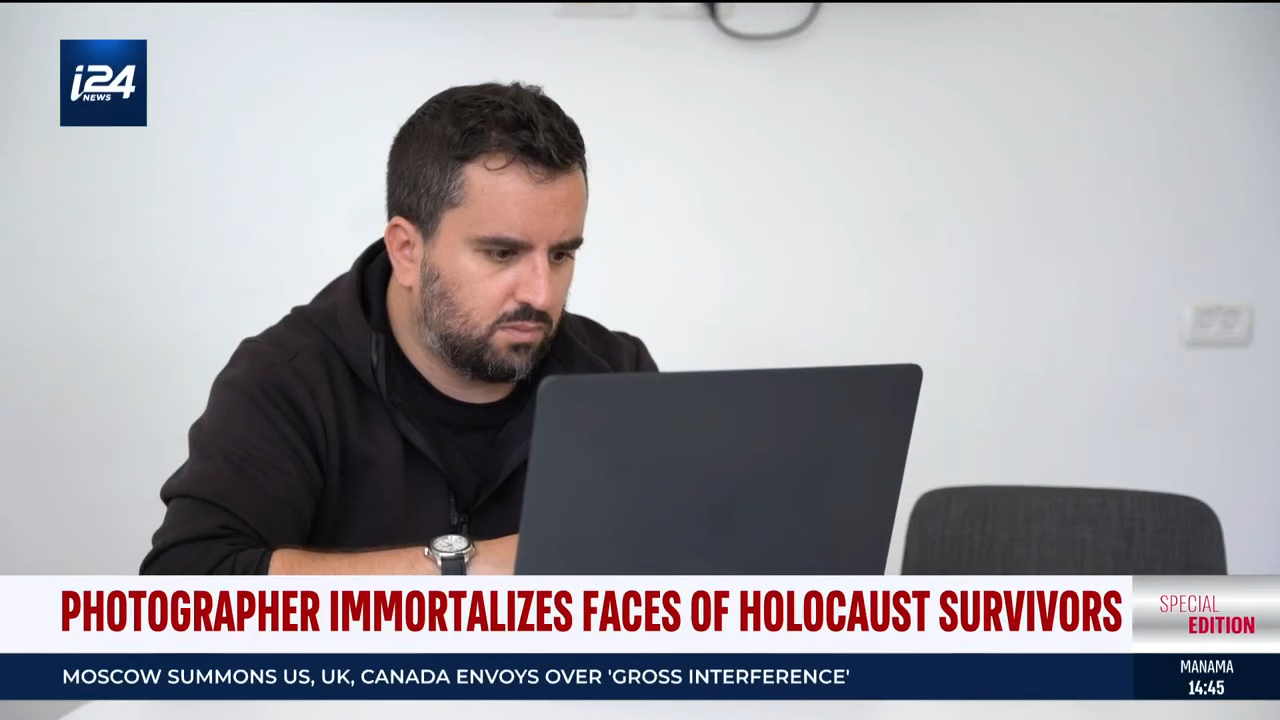 i24
NEWS
PHOTOGRAPHER IMMORTALIZES FACES OF HOLOCAUST SURVIVORS
SPECIAL
EDITION
MOSCOW SUMMONS US, UK, CANADA ENVOYS OVER 'GROSS INTERFERENCE'
MANAMA
14:45